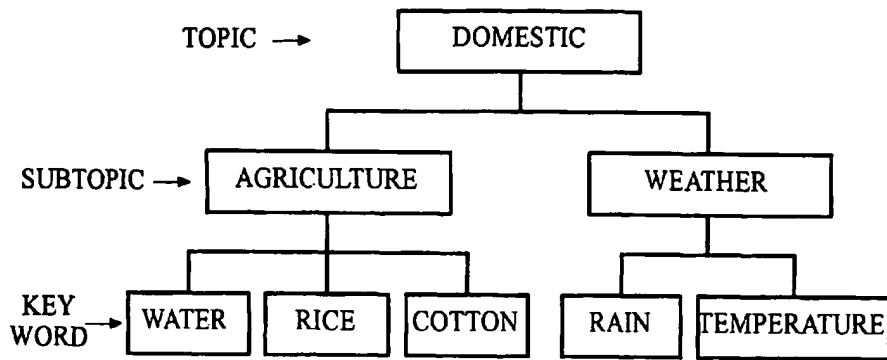 TOPIC → DOMESTIC
SUBTOPIC → AGRICULTURE WEATHER
KEY
WORD → WATER RICE COTTON RAIN TEMPERATURE